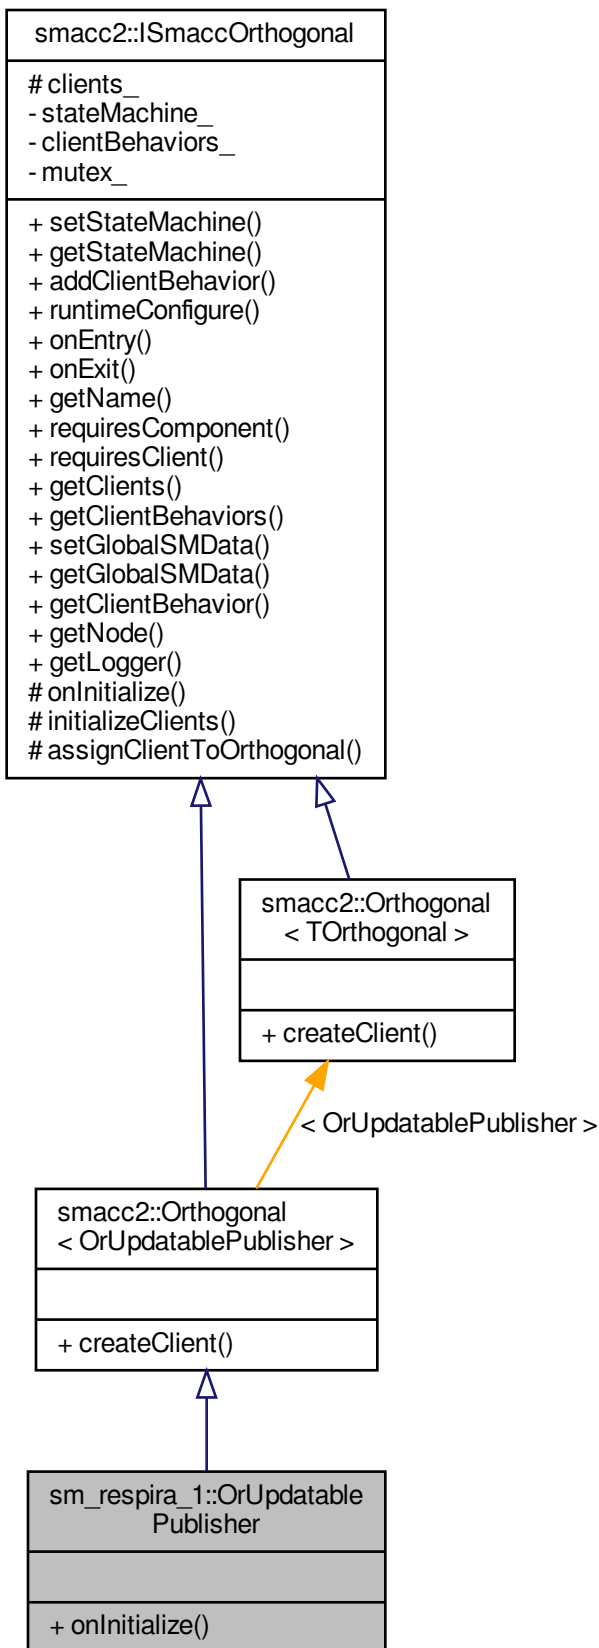 smacc2::ISmaccOrthogonal
# clients_
- stateMachine_
- clientBehaviors_
- mutex_
+ setStateMachine()
+ getStateMachine()
+ addClientBehavior()
+ runtimeConfigure()
+ onEntry()
+ onExit()
+ getName()
+ requiresComponent()
+ requiresClient()
+ getClients()
+ getClientBehaviors()
+ setGlobalSMData()
+ getGlobalSMData()
+ getClientBehavior()
+ getNode()
+ getLogger()
# onInitialize()
# initializeClients()
# assignClientToOrthogonal()
smacc2::Orthogonal
< TOrthogonal >
+ createClient()
< OrUpdatablePublisher >
smacc2::Orthogonal
< OrUpdatablePublisher >
+ createClient()
sm_respira_1::OrUpdatable
Publisher
+ onInitialize()